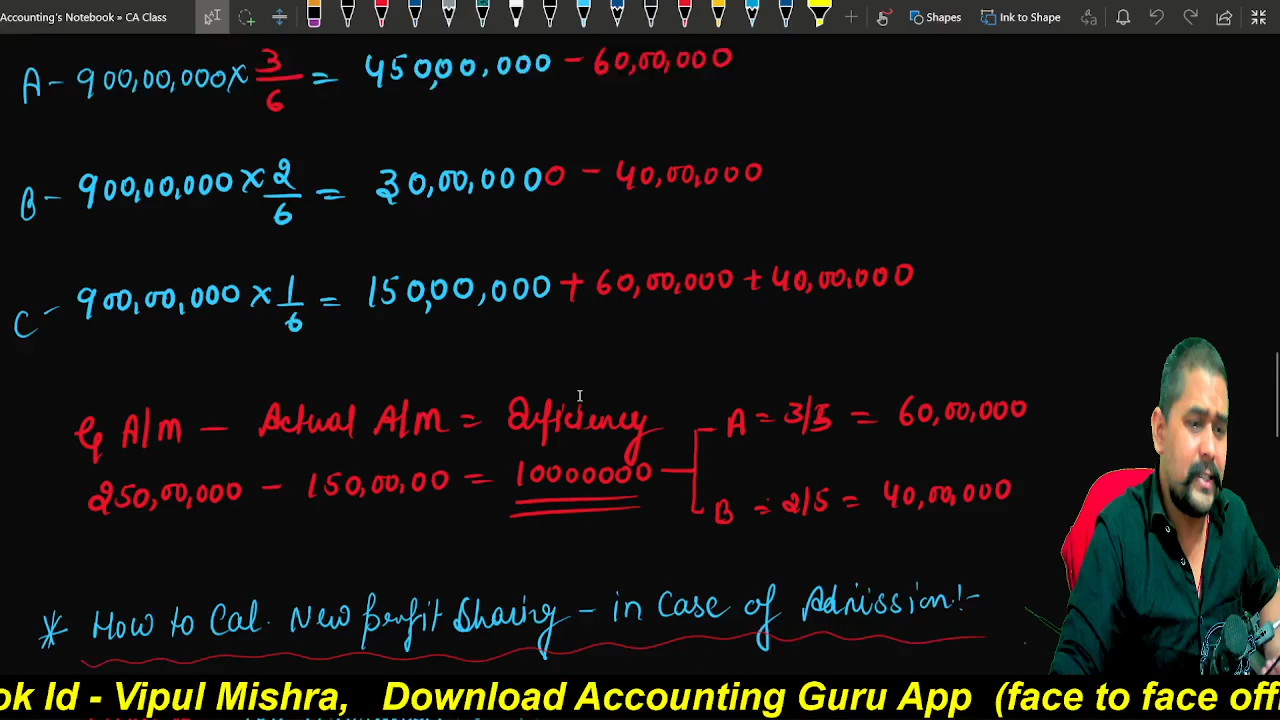 Accounting's Notebook » CA Class
Shapes
Ink to Shape
A - 900,00,000 × 3/6 = 450,00,000 - 60,00,000
B - 900,00,000 × 2/6 = 30,00,0000 - 40,00,000
C - 900,00,000 × 1/6 = 150,00,000 + 60,00,000 + 40,00,000
G A/m - Actual A/M = Deficiency
A = 3/5 = 60,00,000
250,00,000 - 150,00,00 = 10000000
B = 2/5 = 40,00,000
* How to Cal. New profit Sharing - in Case of Admission! -
ok Id - Vipul Mishra, Download Accounting Guru App (face to face off